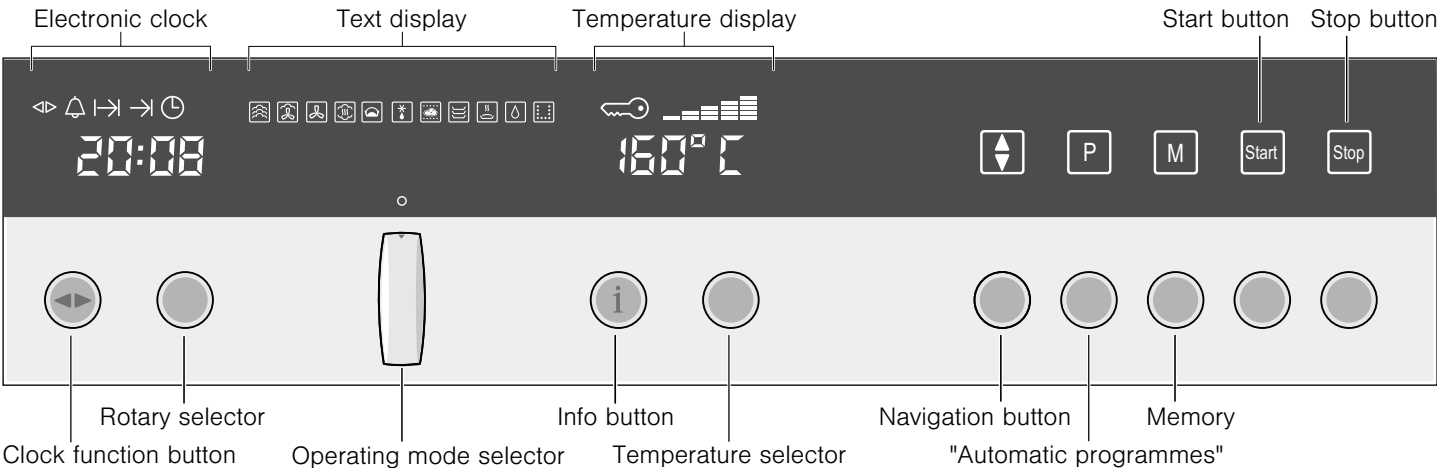 Electronic clock Text display Temperature display Start button Stop button
20:08 160° C P M Start Stop
i
Rotary selector Info button Navigation button Memory
Clock function button Operating mode selector Temperature selector "Automatic programmes"